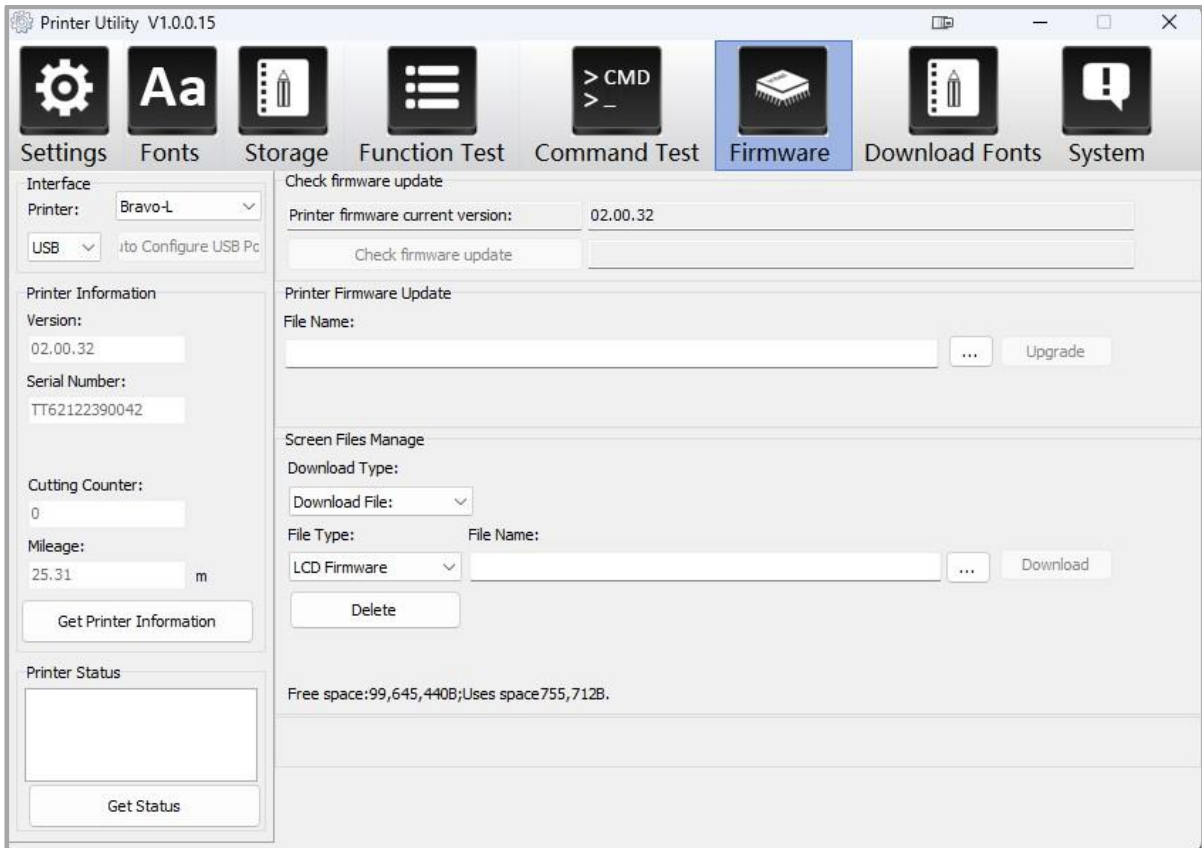 Printer Utility V1.0.0.15
> CMD
> _
Aa
Settings Fonts Storage Function Test Command Test Firmware Download Fonts System
Interface
Printer: Bravo-L
USB
ito Configure USB Pc
Printer Information
Version:
02.00.32
Serial Number:
TT62122390042
Cutting Counter:
0
Mileage:
25.31 m
Get Printer Information
Printer Status
Get Status
Check firmware update
Printer firmware current version: 02.00.32
Check firmware update
Printer Firmware Update
File Name:
... Upgrade
Screen Files Manage
Download Type:
Download File:
File Type: File Name:
LCD Firmware ... Download
Delete
Free space:99,645,440B;Uses space755,712B.